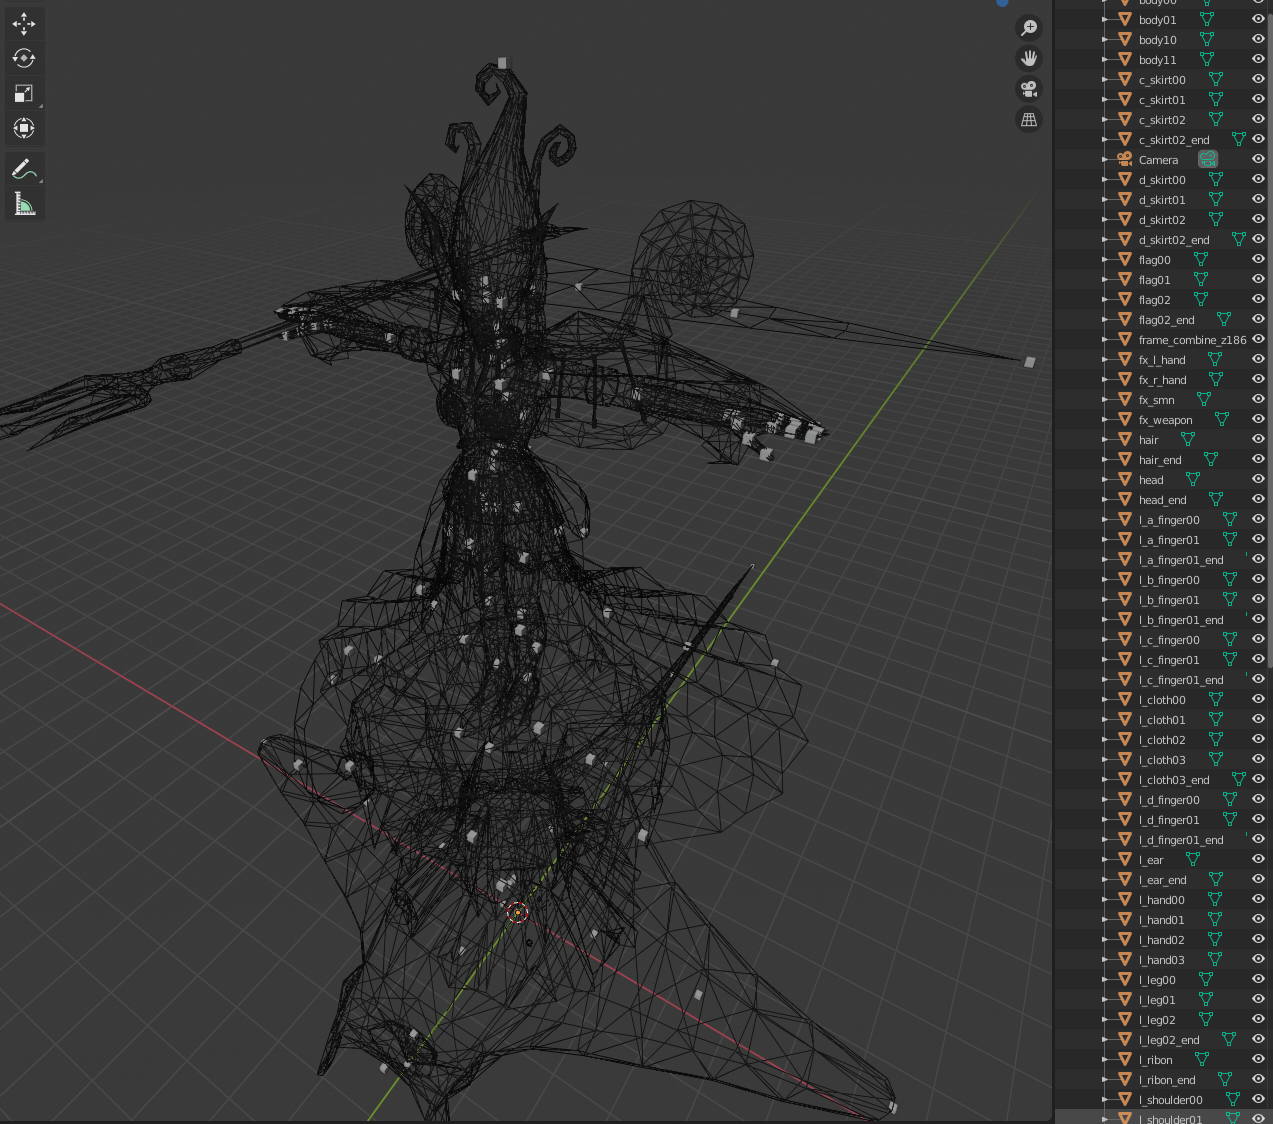 body00
body01
body10
body11
c_skirt00
c_skirt01
c_skirt02
c_skirt02_end
Camera
d_skirt00
d_skirt01
d_skirt02
d_skirt02_end
flag00
flag01
flag02
flag02_end
frame_combine_z186
fx_l_hand
fx_r_hand
fx_smn
fx_weapon
hair
hair_end
head
head_end
l_a_finger00
l_a_finger01
l_a_finger01_end
l_b_finger00
l_b_finger01
l_b_finger01_end
l_c_finger00
l_c_finger01
l_c_finger01_end
l_cloth00
l_cloth01
l_cloth02
l_cloth03
l_cloth03_end
l_d_finger00
l_d_finger01
l_d_finger01_end
l_ear
l_ear_end
l_hand00
l_hand01
l_hand02
l_hand03
l_leg00
l_leg01
l_leg02
l_leg02_end
l_ribon
l_ribon_end
l_shoulder00
l_shoulder01